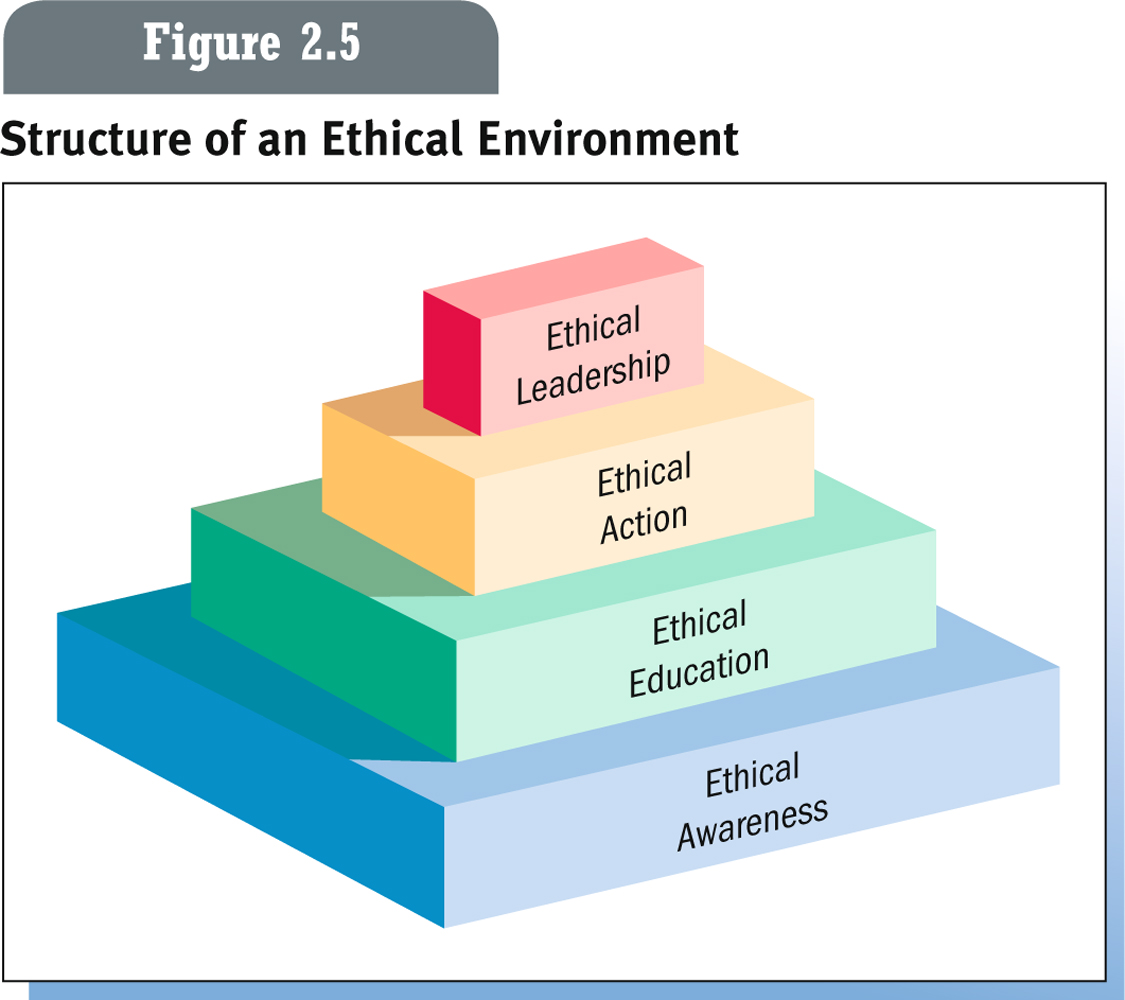 Figure 2.5
Structure of an Ethical Environment
Ethical
Leadership
Ethical
Action
Ethical
Education
Ethical
Awareness